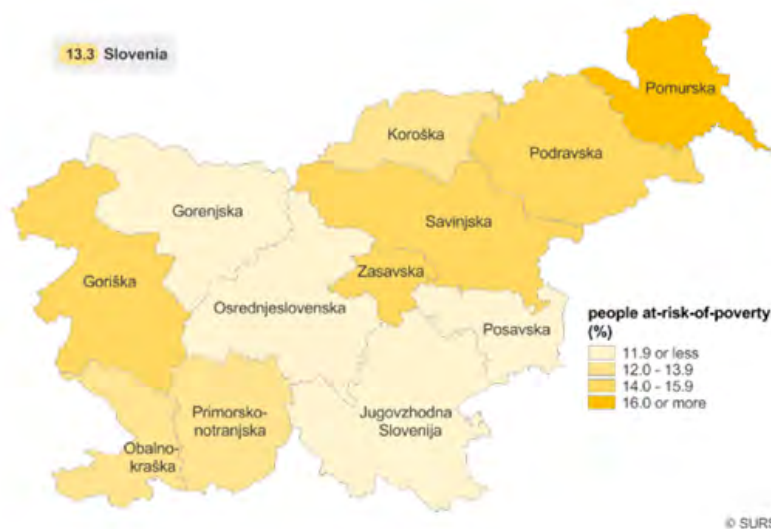 13.3 Slovenia
Pomurska
Koroška
Podravska
Gorenjska
Savinjska
Zasavska
Goriška
Osrednjeslovenska
Posavska
people at-risk-of-poverty
(%)
11.9 or less
12.0 - 13.9
14.0 - 15.9
16.0 or more
Primorsko-
notranjska
Jugovzhodna
Slovenija
Obalno-
kraška
© SURS